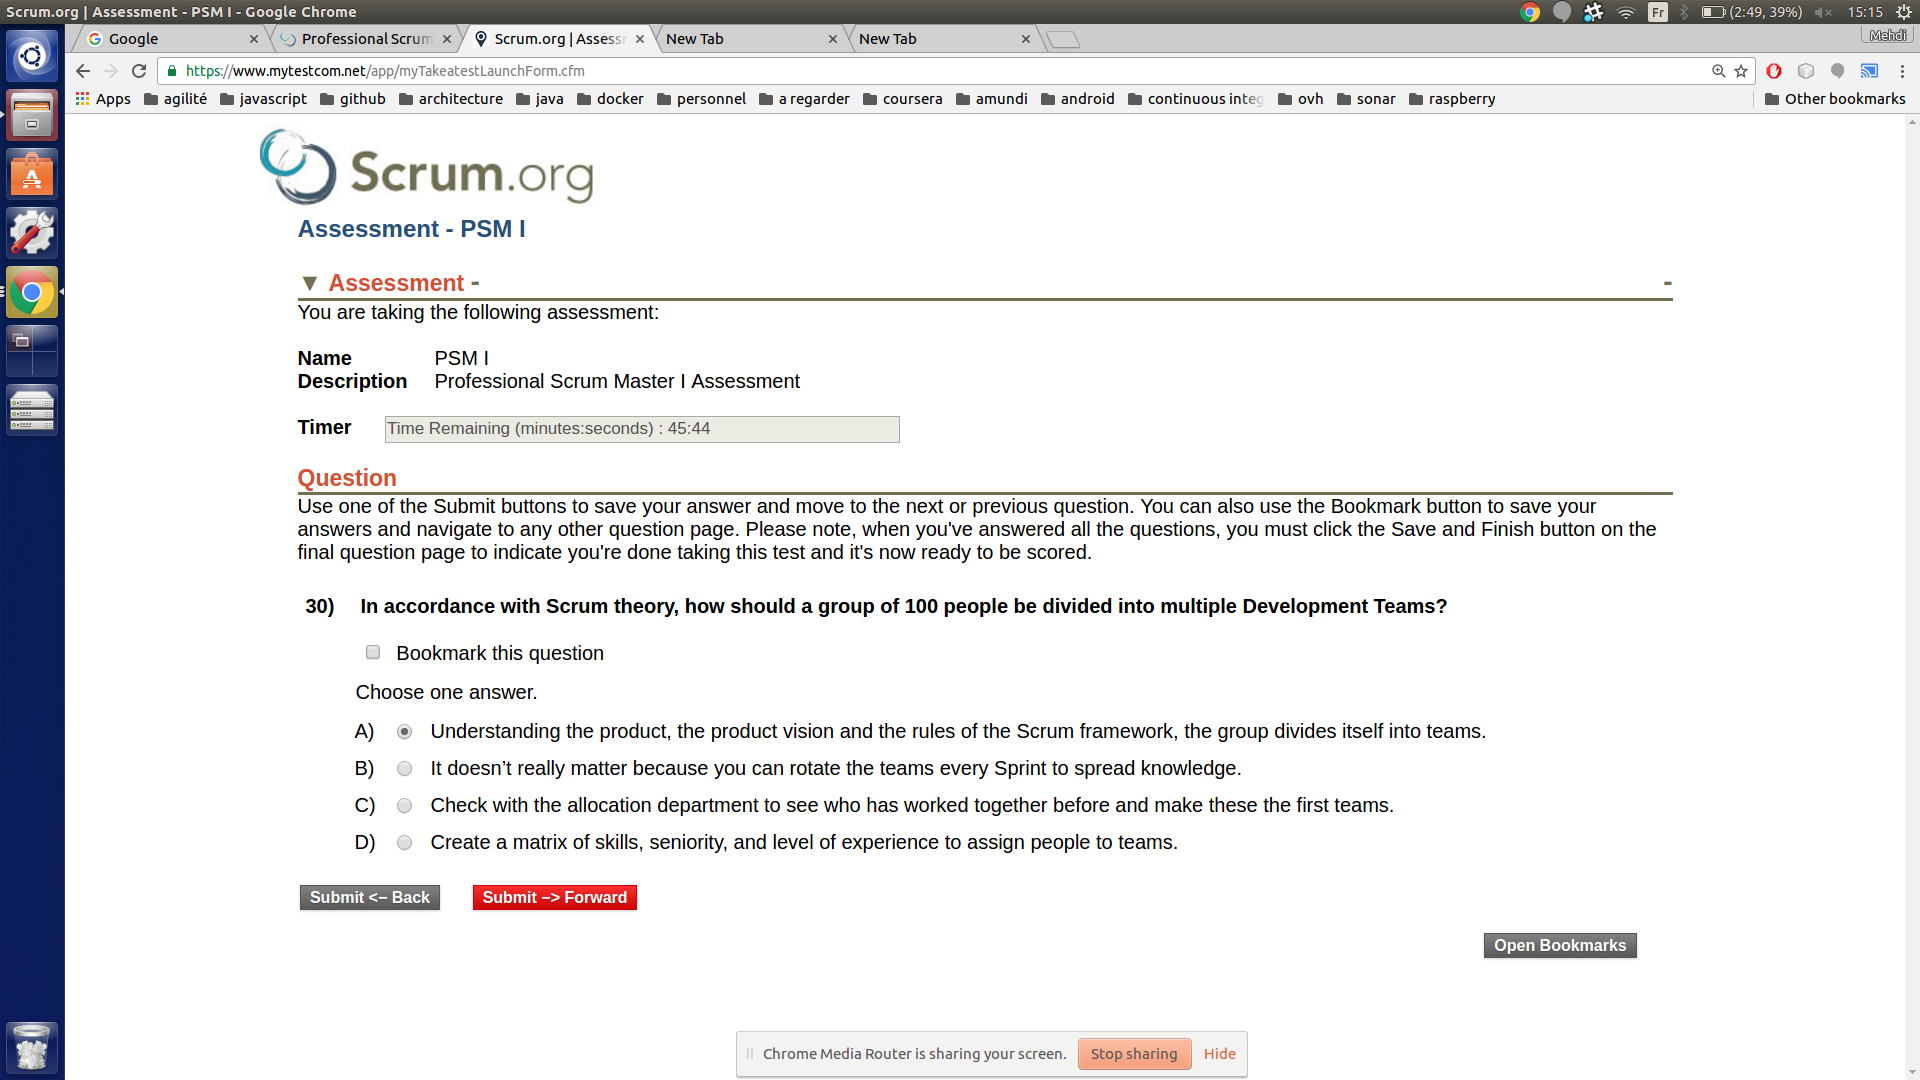 Scrum.org | Assessment - PSM I - Google Chrome
Fr
(2:49, 39%)
15:15
Google
Professional Scrum
Scrum.org | Assess
New Tab
New Tab
Mehdi
https://www.mytestcom.net/app/myTakeatestLaunchForm.cfm
Apps
agilité
javascript
github
architecture
java
docker
personnel
a regarder
coursera
amundi
android
continuous integ
ovh
sonar
raspberry
Other bookmarks
Scrum.org
Assessment - PSM I
▼ Assessment -
-
You are taking the following assessment:
Name PSM I
Description Professional Scrum Master I Assessment
Timer Time Remaining (minutes:seconds) : 45:44
Question
Use one of the Submit buttons to save your answer and move to the next or previous question. You can also use the Bookmark button to save your
answers and navigate to any other question page. Please note, when you've answered all the questions, you must click the Save and Finish button on the
final question page to indicate you're done taking this test and it's now ready to be scored.
30) In accordance with Scrum theory, how should a group of 100 people be divided into multiple Development Teams?
Bookmark this question
Choose one answer.
A) Understanding the product, the product vision and the rules of the Scrum framework, the group divides itself into teams.
B) It doesn’t really matter because you can rotate the teams every Sprint to spread knowledge.
C) Check with the allocation department to see who has worked together before and make these the first teams.
D) Create a matrix of skills, seniority, and level of experience to assign people to teams.
Submit <– Back
Submit –> Forward
Open Bookmarks
Chrome Media Router is sharing your screen.
Stop sharing
Hide